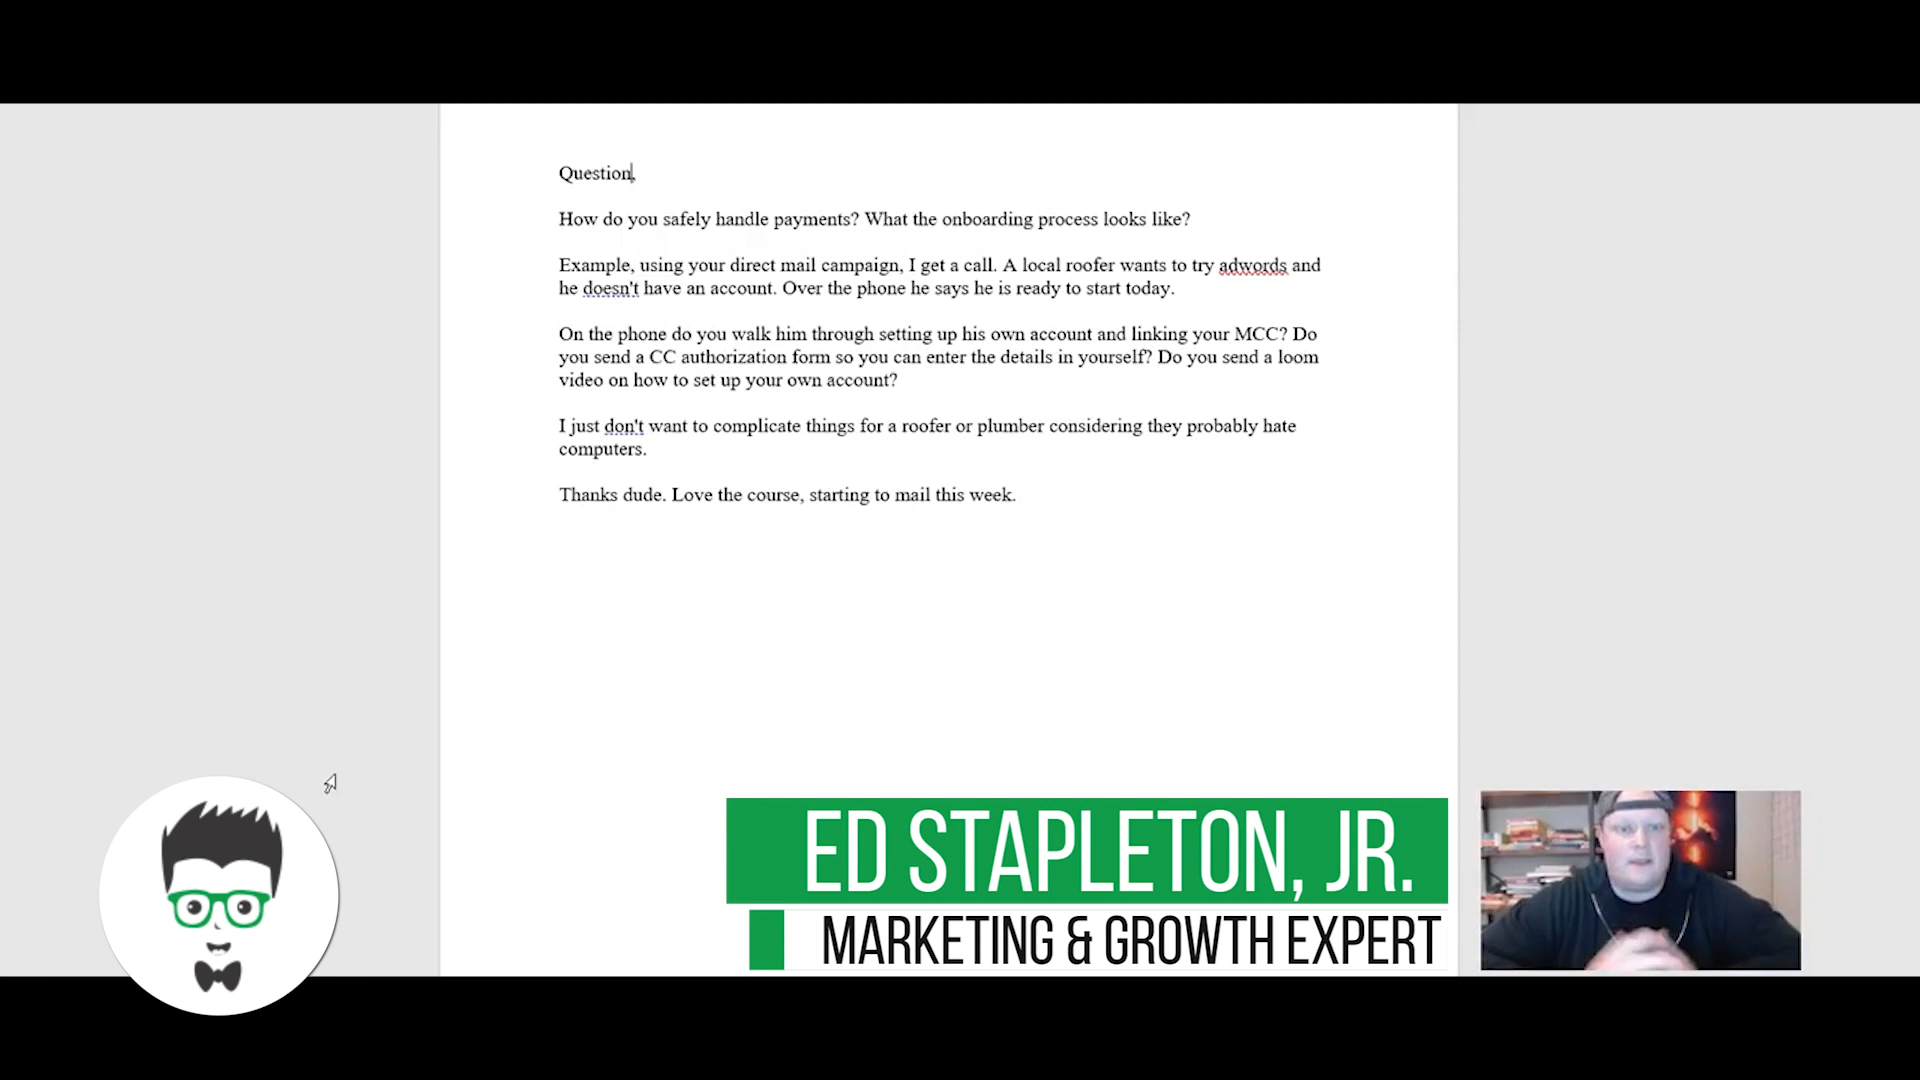 Question,
How do you safely handle payments? What the onboarding process looks like?
Example, using your direct mail campaign, I get a call. A local roofer wants to try adwords and
he doesn't have an account. Over the phone he says he is ready to start today.
On the phone do you walk him through setting up his own account and linking your MCC? Do
you send a CC authorization form so you can enter the details in yourself? Do you send a loom
video on how to set up your own account?
I just don't want to complicate things for a roofer or plumber considering they probably hate
computers.
Thanks dude. Love the course, starting to mail this week.
ED STAPLETON, JR.
MARKETING & GROWTH EXPERT